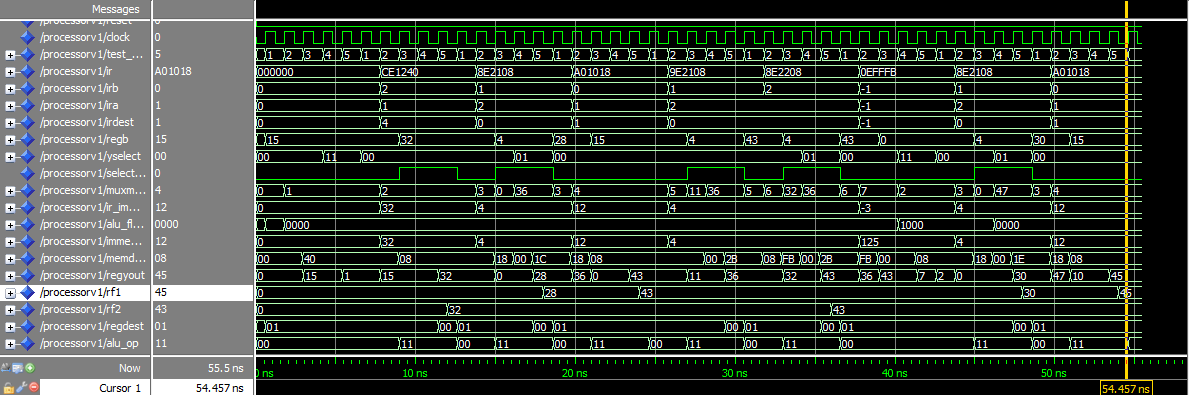 Messages
/processorv1/reset 0
/processorv1/clock 0
/processorv1/test_... 5 1 2 3 4 5 1 2 3 4 5 1 2 3 4 5 1 2 3 4 5 1 2 3 4 5 1 2 3 4 5 1 2 3 4 5 1 2 3 4 5 1 2 3 4 5
/processorv1/ir A01018 000000 CE1240 8E2108 A01018 9E2108 8E2208 0EFFFB 8E2108 A01018
/processorv1/irb 0 0 2 1 0 1 2 -1 1 0
/processorv1/ira 1 0 1 2 1 2 -1 2 1
/processorv1/irdest 1 0 4 0 1 0 -1 0 1
/processorv1/regb 15 0 15 32 4 28 15 4 43 4 43 0 4 30 15
/processorv1/yselect 00 00 11 00 01 00 01 00 11 00 01 00
/processorv1/select... 0
/processorv1/muxm... 4 0 1 2 3 0 36 3 4 5 11 36 5 32 36 6 7 2 3 0 47 3 4
/processorv1/ir_im... 12 0 32 4 12 4 -3 4 12
/processorv1/alu_fl... 0000 0000 1000 0000
/processorv1/imme... 12 0 32 4 12 4 125 4 12
/processorv1/memd... 08 00 40 08 18 00 1C 18 08 00 2B 08 FB 00 2B FB 00 08 18 00 1E 18 08
/processorv1/regyout 45 0 15 1 15 32 0 28 36 0 43 11 36 32 43 36 43 7 2 0 30 47 10 45
/processorv1/rf1 45 0 28 43 30 45
/processorv1/rf2 43 0 32 43
/processorv1/regdest 01 01 00 01 00 01 00 01 00 01 00 01
/processorv1/alu_op 11 00 11 00 11 00 11 00 11 00 11 00 11 00 11
Now 55.5 ns 0 ns 10 ns 20 ns 30 ns 40 ns 50 ns
Cursor 1 54.457 ns 54.457 ns